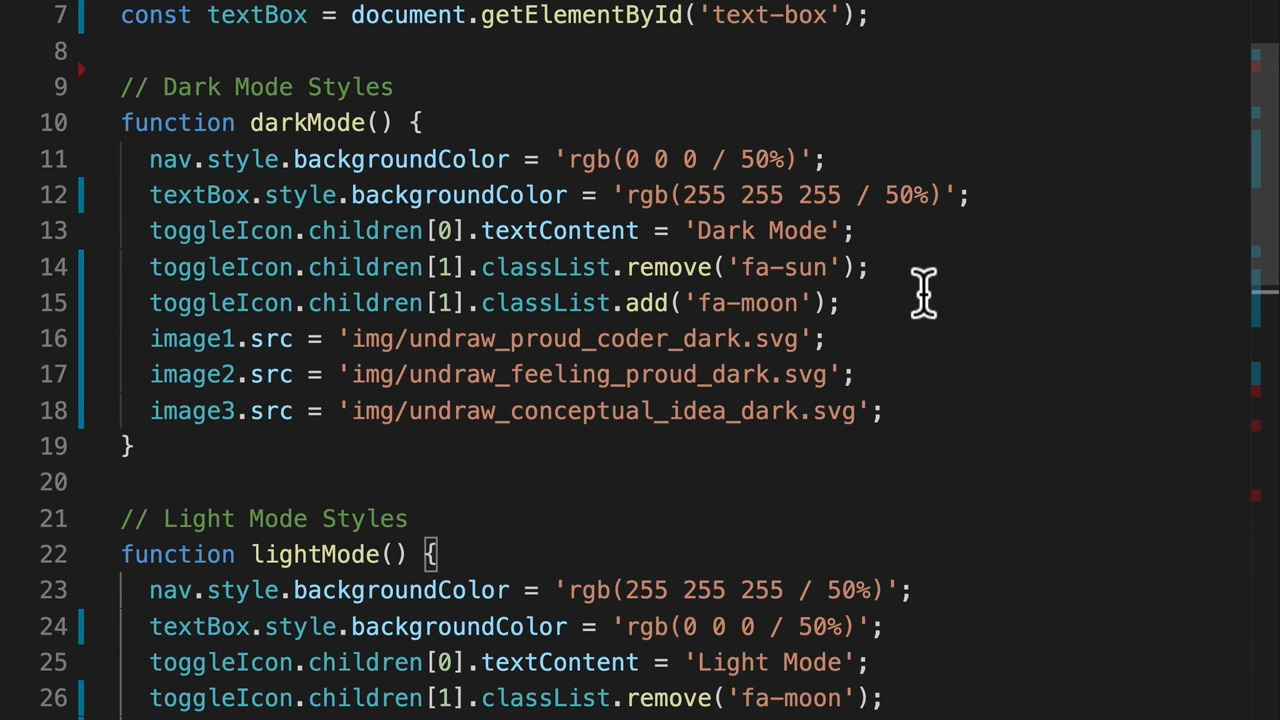 7 const textBox = document.getElementById('text-box');
8
9 // Dark Mode Styles
10 function darkMode() {
11 nav.style.backgroundColor = 'rgb(0 0 0 / 50%)';
12 textBox.style.backgroundColor = 'rgb(255 255 255 / 50%)';
13 toggleIcon.children[0].textContent = 'Dark Mode';
14 toggleIcon.children[1].classList.remove('fa-sun');
15 toggleIcon.children[1].classList.add('fa-moon');
16 image1.src = 'img/undraw_proud_coder_dark.svg';
17 image2.src = 'img/undraw_feeling_proud_dark.svg';
18 image3.src = 'img/undraw_conceptual_idea_dark.svg';
19 }
20
21 // Light Mode Styles
22 function lightMode() {
23 nav.style.backgroundColor = 'rgb(255 255 255 / 50%)';
24 textBox.style.backgroundColor = 'rgb(0 0 0 / 50%)';
25 toggleIcon.children[0].textContent = 'Light Mode';
26 toggleIcon.children[1].classList.remove('fa-moon');